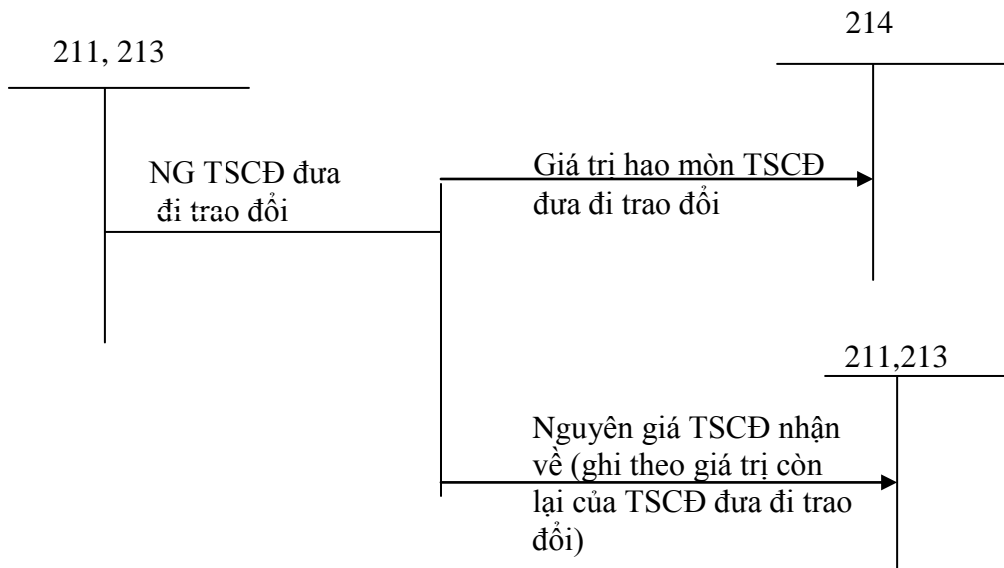 214
211, 213
NG TSCĐ đưa
đi trao đổi
Giá trị hao mòn TSCĐ
đưa đi trao đổi
211,213
Nguyên giá TSCĐ nhận
về (ghi theo giá trị còn
lại của TSCĐ đưa đi trao
đổi)